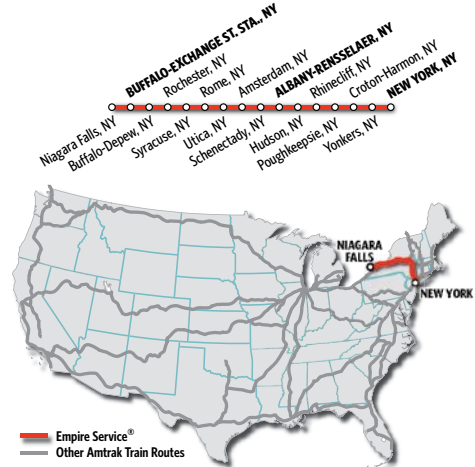 BUFFALO-EXCHANGE ST. STA., NY
Rochester, NY
Rome, NY
Amsterdam, NY
ALBANY-RENSSELAER, NY
Rhinecliff, NY
Croton-Harmon, NY
NEW YORK, NY
Niagara Falls, NY
Buffalo-Depew, NY
Syracuse, NY
Utica, NY
Schenectady, NY
Hudson, NY
Poughkeepsie, NY
Yonkers, NY
NIAGARA
FALLS
NEW YORK
Empire Service®
Other Amtrak Train Routes